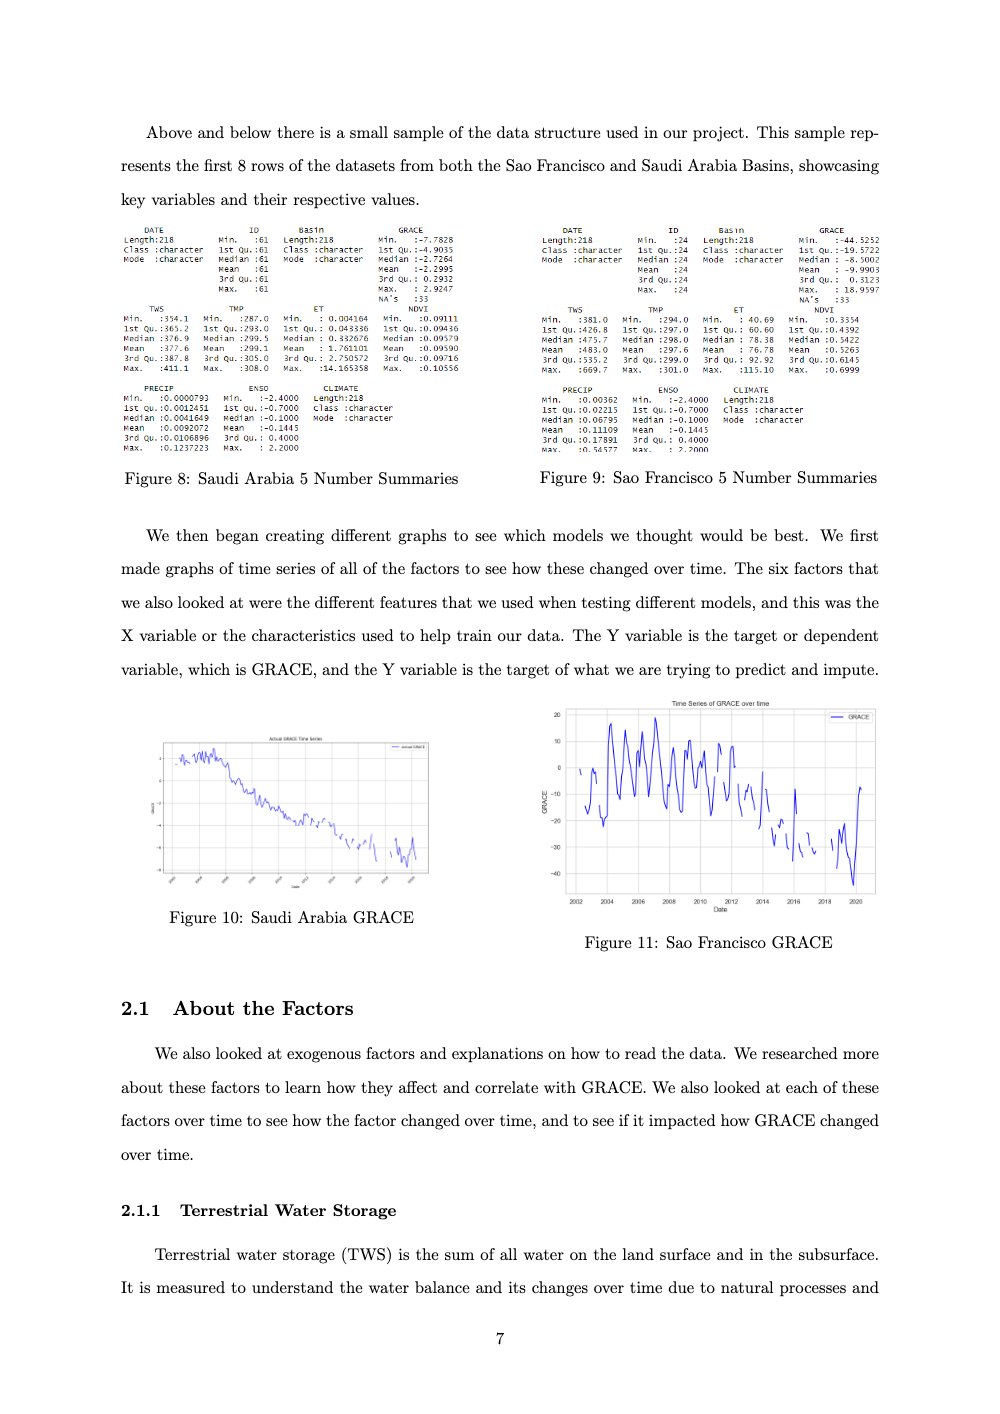 Above and below there is a small sample of the data structure used in our project. This sample rep-
resents the first 8 rows of the datasets from both the Sao Francisco and Saudi Arabia Basins, showcasing
key variables and their respective values.
DATE ID Basin GRACE
Length:218 Min. :61 Length:218 Min. :-7.7828
Class :character 1st Qu.:61 Class :character 1st Qu.:-4.9035
Mode :character Median :61 Mode :character Median :-2.7264
Mean :61 Mean :-2.2995
3rd Qu.:61 3rd Qu.: 0.2932
Max. :61 Max. : 2.9247
NA's :33
TWS TMP ET NDVI
Min. :354.1 Min. :287.0 Min. : 0.004164 Min. :0.09111
1st Qu.:365.2 1st Qu.:293.0 1st Qu.: 0.043336 1st Qu.:0.09436
Median :376.9 Median :299.5 Median : 0.332676 Median :0.09579
Mean :377.6 Mean :299.1 Mean : 1.761101 Mean :0.09590
3rd Qu.:387.8 3rd Qu.:305.0 3rd Qu.: 2.750572 3rd Qu.:0.09716
Max. :411.1 Max. :308.0 Max. :14.165358 Max. :0.10556
PRECIP ENSO CLIMATE
Min. :0.0000793 Min. :-2.4000 Length:218
1st Qu.:0.0012451 1st Qu.:-0.7000 Class :character
Median :0.0041649 Median :-0.1000 Mode :character
Mean :0.0092072 Mean :-0.1445
3rd Qu.:0.0106896 3rd Qu.: 0.4000
Max. :0.1237223 Max. : 2.2000
Figure 8: Saudi Arabia 5 Number Summaries
DATE ID Basin GRACE
Length:218 Min. :24 Length:218 Min. :-44.5252
Class :character 1st Qu.:24 Class :character 1st Qu.:-19.5722
Mode :character Median :24 Mode :character Median : -8.5002
Mean :24 Mean : -9.9903
3rd Qu.:24 3rd Qu.: 0.3123
Max. :24 Max. : 18.9597
NA's :33
TWS TMP ET NDVI
Min. :381.0 Min. :294.0 Min. : 40.69 Min. :0.3354
1st Qu.:426.8 1st Qu.:297.0 1st Qu.: 60.60 1st Qu.:0.4392
Median :475.7 Median :298.0 Median : 78.38 Median :0.5422
Mean :483.0 Mean :297.6 Mean : 76.78 Mean :0.5263
3rd Qu.:535.2 3rd Qu.:299.0 3rd Qu.: 92.92 3rd Qu.:0.6145
Max. :669.7 Max. :301.0 Max. :115.10 Max. :0.6999
PRECIP ENSO CLIMATE
Min. :0.00362 Min. :-2.4000 Length:218
1st Qu.:0.02215 1st Qu.:-0.7000 Class :character
Median :0.06795 Median :-0.1000 Mode :character
Mean :0.11109 Mean :-0.1445
3rd Qu.:0.17891 3rd Qu.: 0.4000
Max. :0.54577 Max. : 2.2000
Figure 9: Sao Francisco 5 Number Summaries
We then began creating different graphs to see which models we thought would be best. We first
made graphs of time series of all of the factors to see how these changed over time. The six factors that
we also looked at were the different features that we used when testing different models, and this was the
X variable or the characteristics used to help train our data. The Y variable is the target or dependent
variable, which is GRACE, and the Y variable is the target of what we are trying to predict and impute.
Actual GRACE Time Series
Actual GRACE
GRACE
Date
Figure 10: Saudi Arabia GRACE
Time Series of GRACE over time
GRACE
20
10
0
−10
−20
−30
−40
GRACE
2002 2004 2006 2008 2010 2012 2014 2016 2018 2020
Date
Figure 11: Sao Francisco GRACE
2.1 About the Factors
We also looked at exogenous factors and explanations on how to read the data. We researched more
about these factors to learn how they affect and correlate with GRACE. We also looked at each of these
factors over time to see how the factor changed over time, and to see if it impacted how GRACE changed
over time.
2.1.1 Terrestrial Water Storage
Terrestrial water storage (TWS) is the sum of all water on the land surface and in the subsurface.
It is measured to understand the water balance and its changes over time due to natural processes and
7